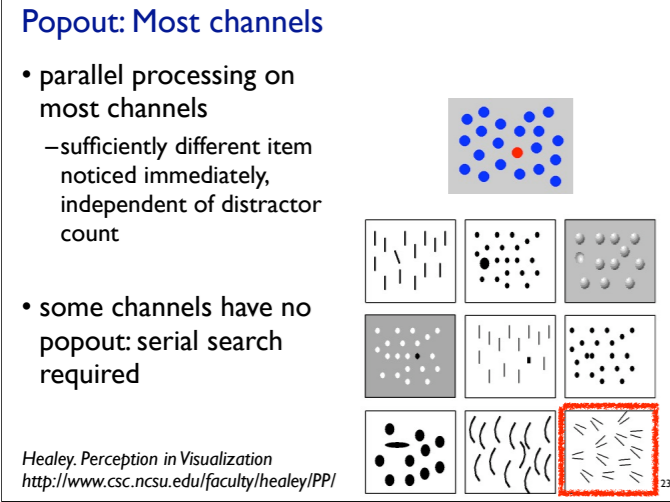 Popout: Most channels
• parallel processing on
most channels
–sufficiently different item
noticed immediately,
independent of distractor
count
• some channels have no
popout: serial search
required
Healey. Perception in Visualization
http://www.csc.ncsu.edu/faculty/healey/PP/
23